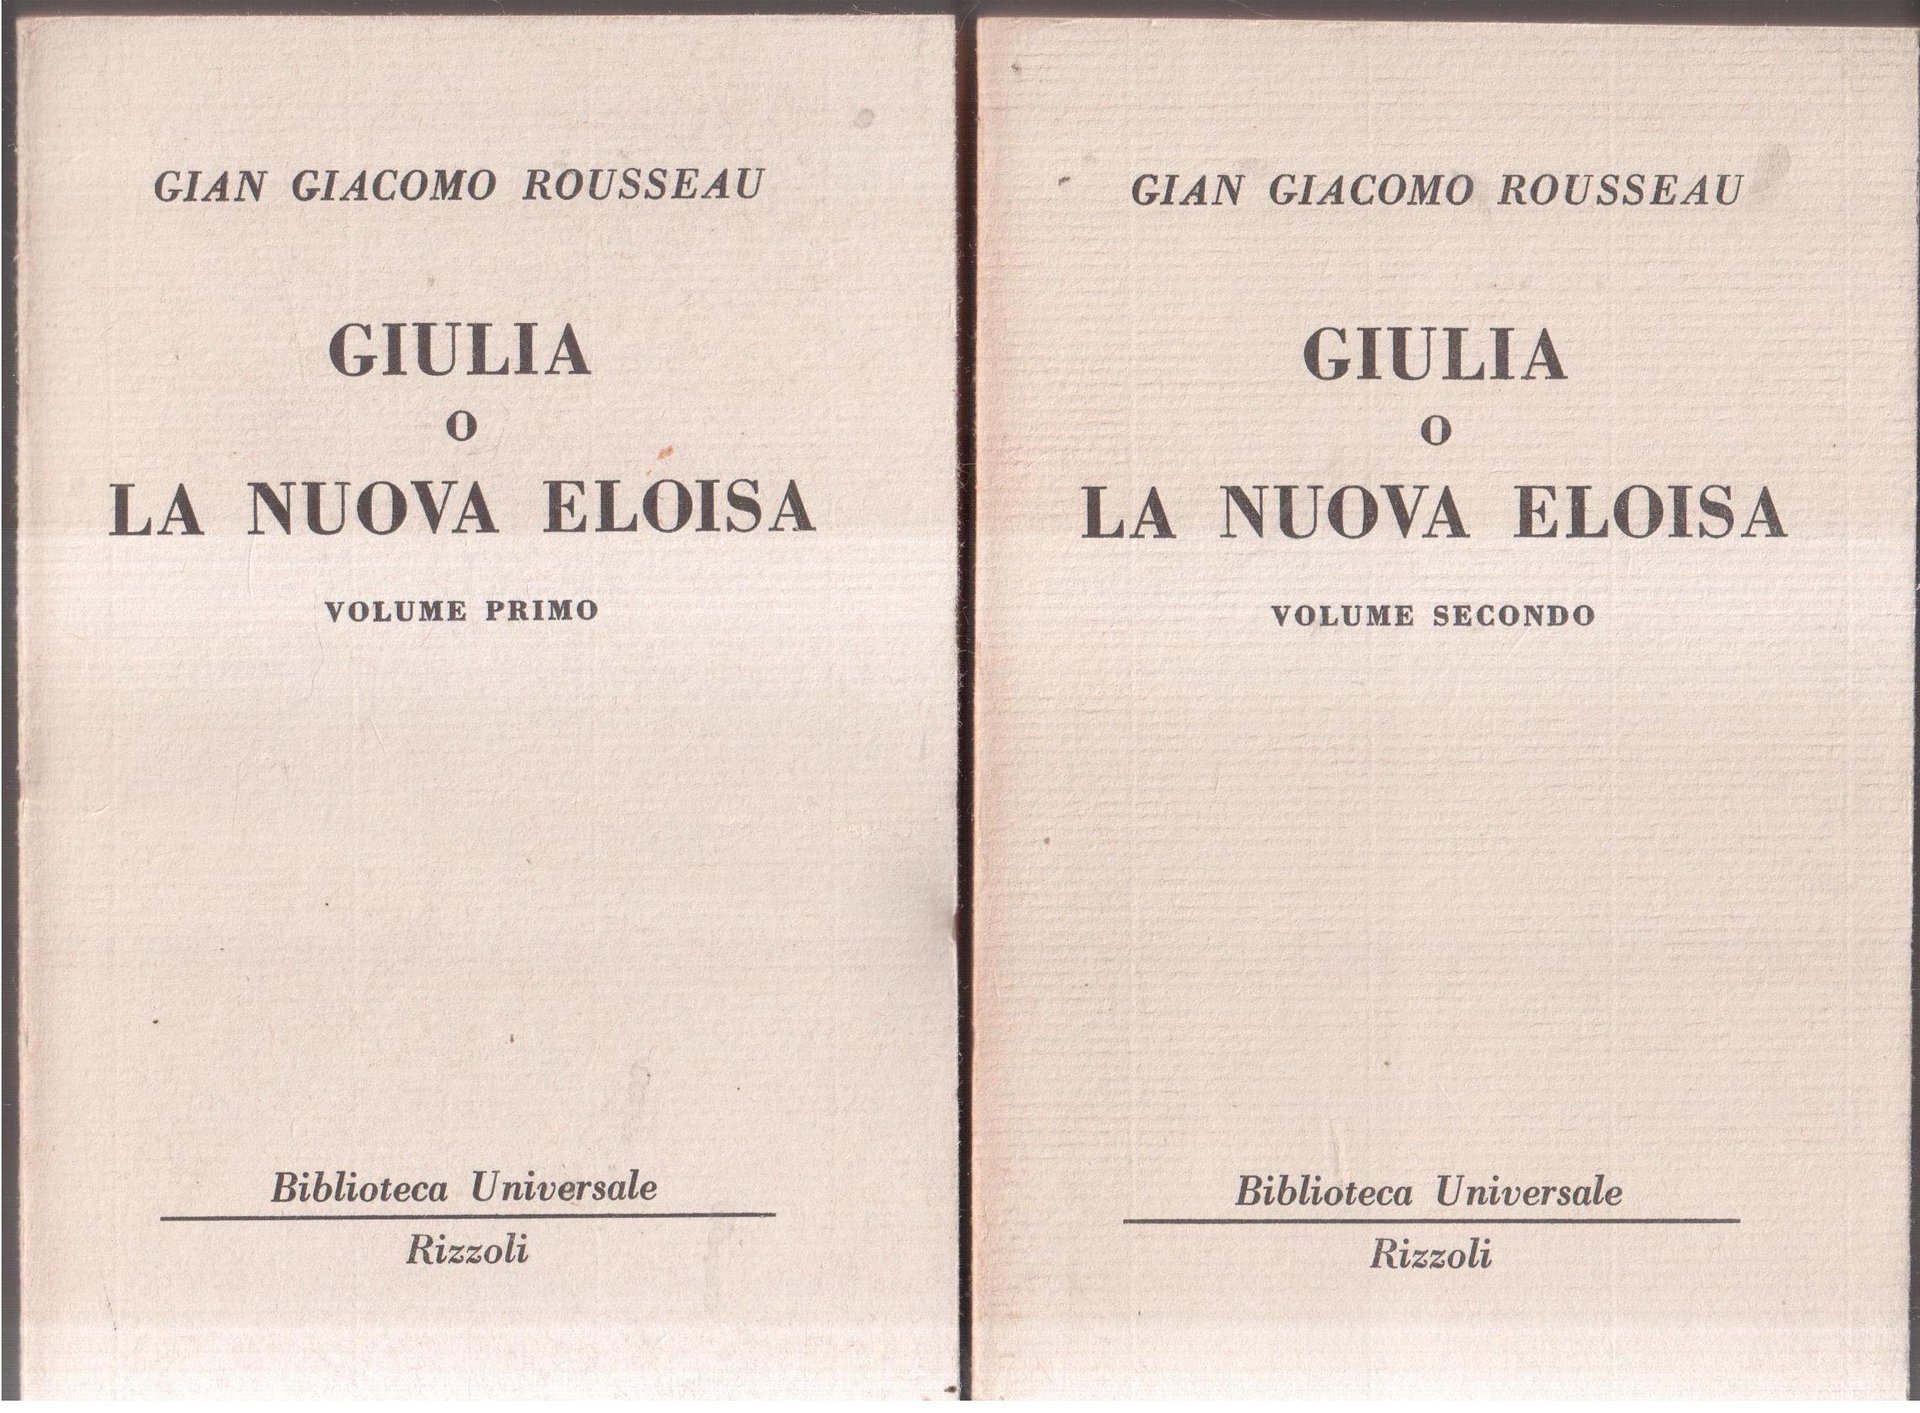 GIAN GIACOMO ROUSSEAU
GIULIA
O
LA NUOVA ELOISA
VOLUME PRIMO
Biblioteca Universale
Rizzoli
GIAN GIACOMO ROUSSEAU
GIULIA
O
LA NUOVA ELOISA
VOLUME SECONDO
Biblioteca Universale
Rizzoli